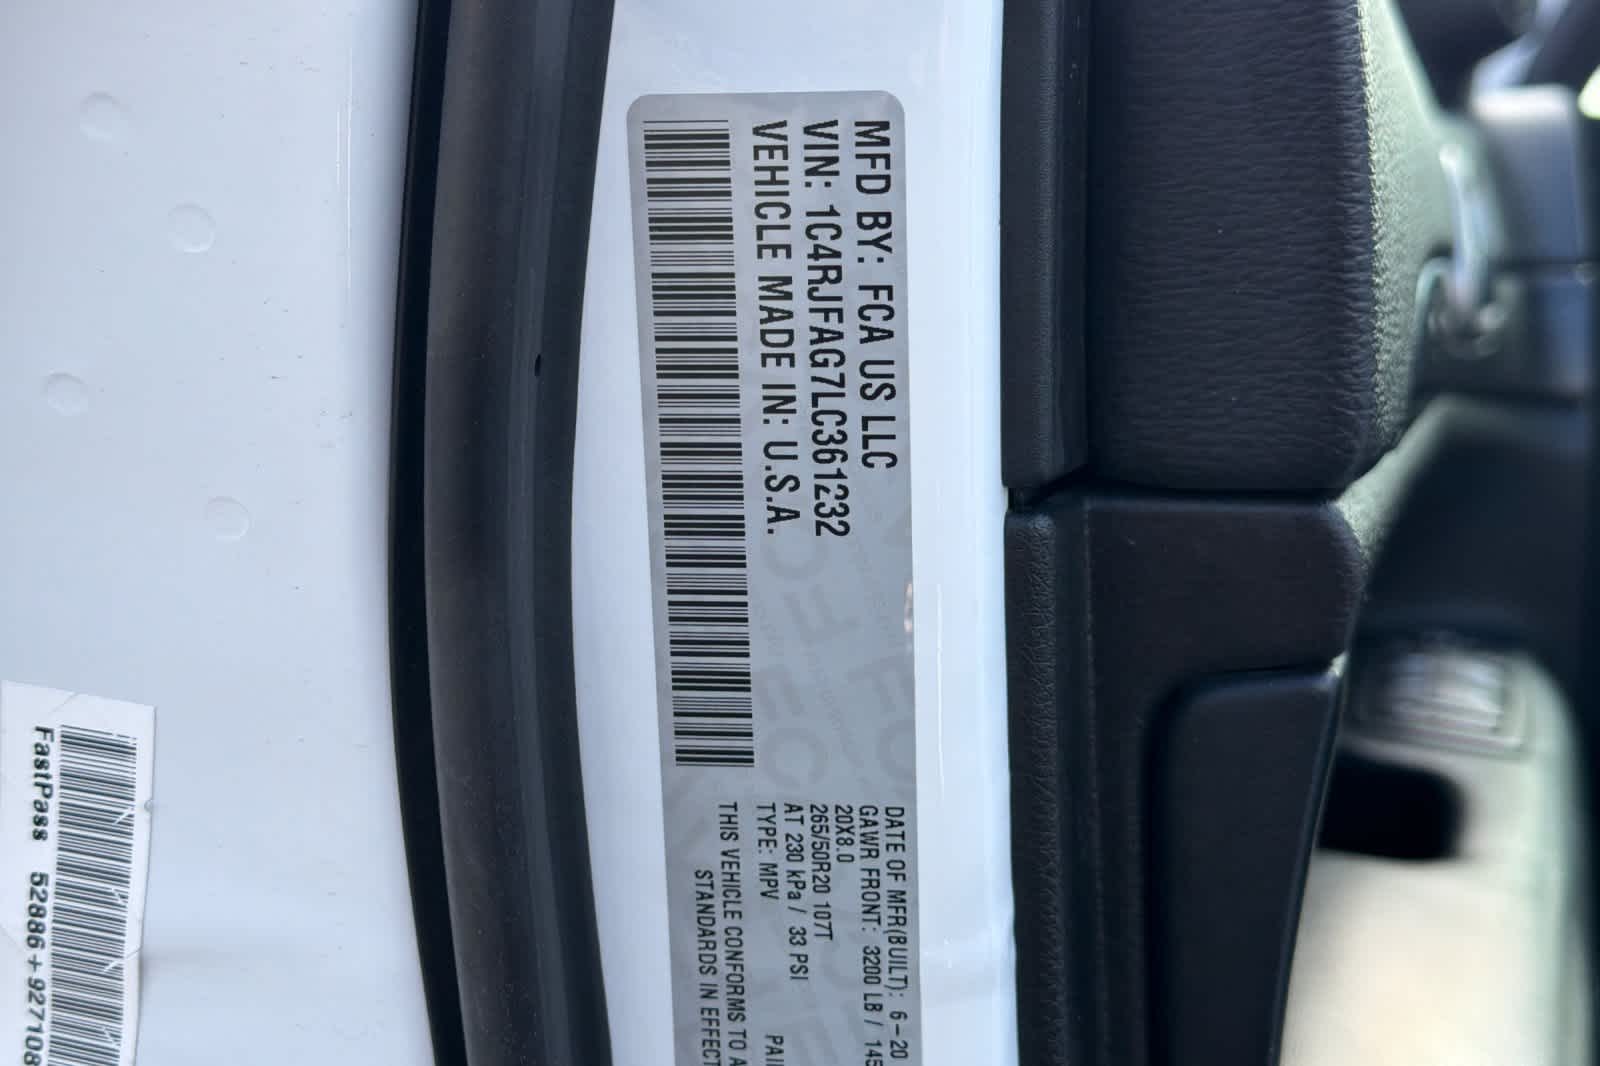 MFD BY: FCA US LLC
VIN: 1C4RJFAG7LC361232
VEHICLE MADE IN: U.S.A.
DATE OF MFR(BUILT): 6-20
GAWR FRONT: 3200 LB / 145
20X8.0
265/50R20 107T
AT 230 kPa / 33 PSI
TYPE: MPV
PAI
THIS VEHICLE CONFORMS TO A
STANDARDS IN EFFECT
FastPass 52886+927108